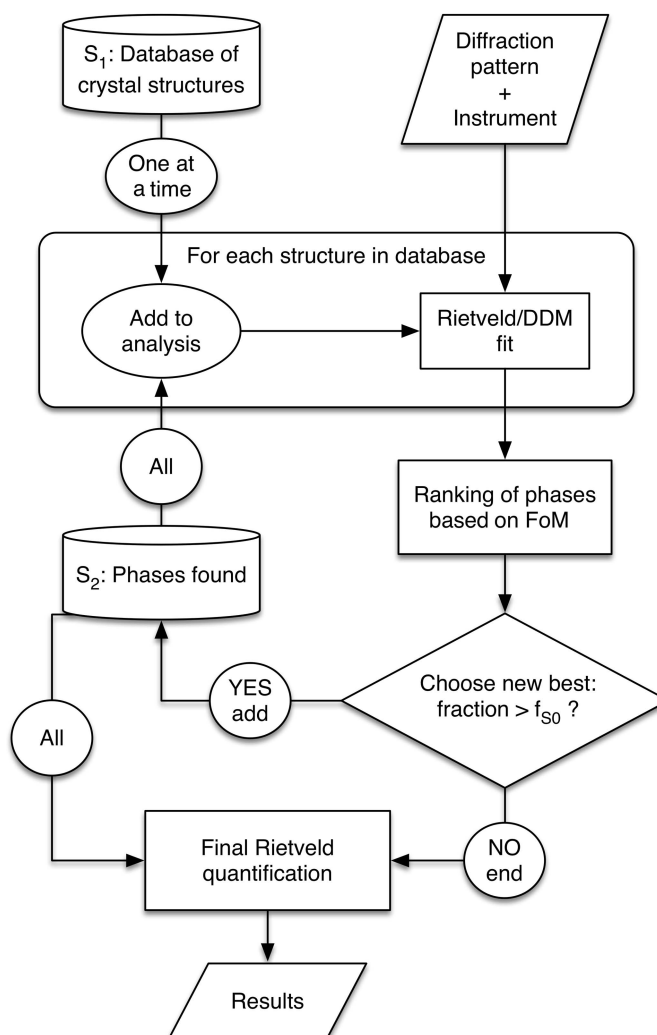 S₁: Database of
crystal structures
Diffraction
pattern
+
Instrument
One at
a time
For each structure in database
Add to
analysis
Rietveld/DDM
fit
All
Ranking of phases
based on FoM
S₂: Phases found
YES
add
Choose new best:
fraction > f_S0 ?
All
Final Rietveld
quantification
NO
end
Results